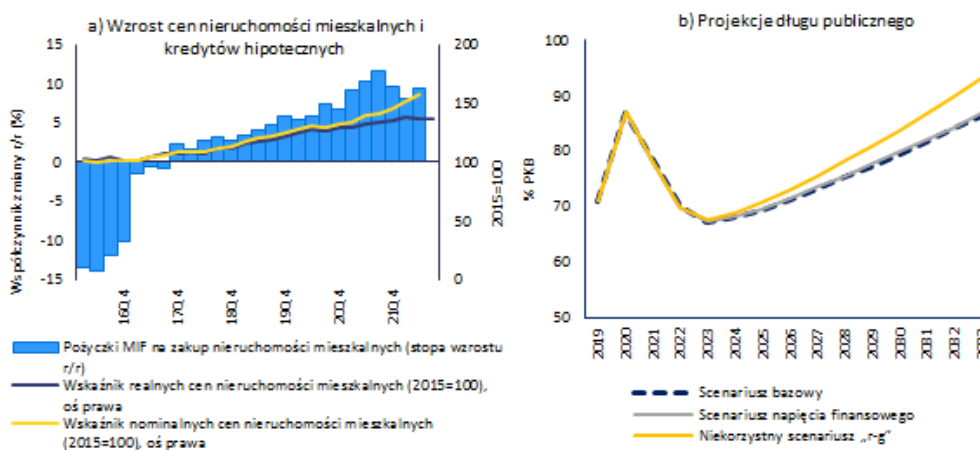 a) Wzrost cen nieruchomości mieszkalnych i
kredytów hipotecznych
Współczynnik zmiany r/r (%)
15
10
5
0
-5
-10
-15
200
150
100
50
0
2015=100
160,4
170,4
180,4
190,4
200,4
210,4
Pożyczki MIF na zakup nieruchomości mieszkalnych (stopa wzrostu
r/r)
Wskaźnik realnych cen nieruchomości mieszkalnych (2015=100),
oś prawa
Wskaźnik nominalnych cen nieruchomości mieszkalnych
(2015=100), oś prawa
b) Projekcje długu publicznego
% PKB
100
90
80
70
60
50
2019
2020
2021
2022
2023
2024
2025
2026
2027
2028
2029
2030
2031
2032
Scenariusz bazowy
Scenariusz napięcia finansowego
Niekorzystny scenariusz „r-g"